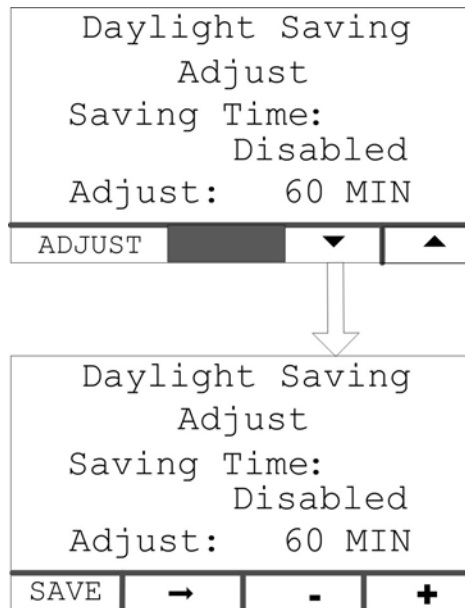 Daylight Saving
Adjust
Saving Time:
Disabled
Adjust: 60 MIN
ADJUST ▼ ▲
Daylight Saving
Adjust
Saving Time:
Disabled
Adjust: 60 MIN
SAVE → - +